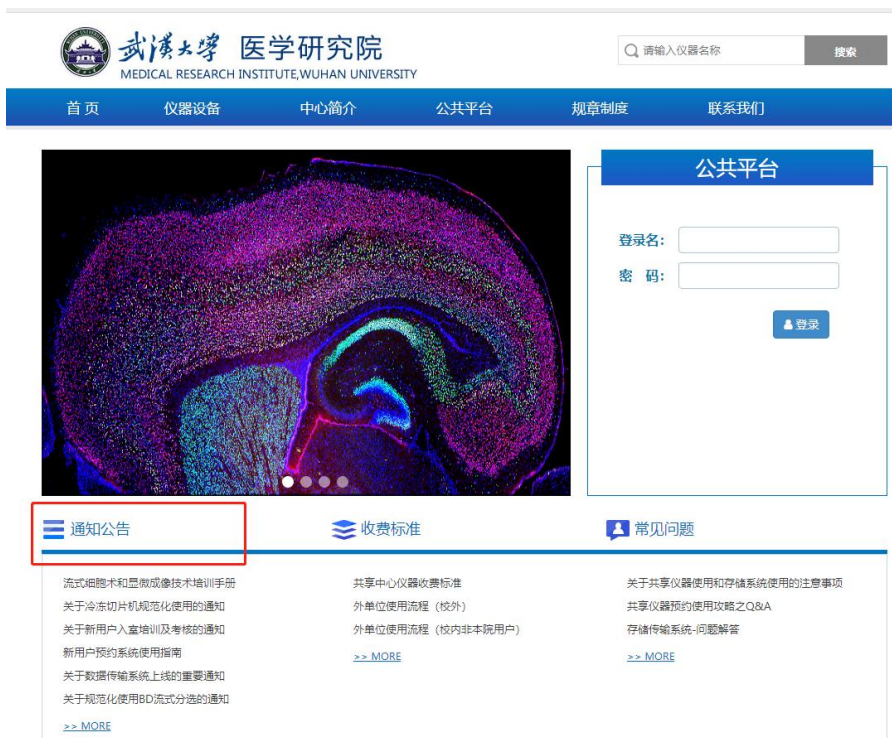 武漢大學 医学研究院
MEDICAL RESEARCH INSTITUTE,WUHAN UNIVERSITY
请输入仪器名称 搜索
首页 仪器设备 中心简介 公共平台 规章制度 联系我们
公共平台
登录名：
密 码：
登录
通知公告
流式细胞术和显微成像技术培训手册
关于冷冻切片机规范化使用的通知
关于新用户入室培训及考核的通知
新用户预约系统使用指南
关于数据传输系统上线的重要通知
关于规范化使用BD流式分选的通知
>> MORE
收费标准
共享中心仪器收费标准
外单位使用流程（校外）
外单位使用流程（校内非本院用户）
>> MORE
常见问题
关于共享仪器使用和存储系统使用的注意事项
共享仪器预约使用攻略之Q&A
存储传输系统-问题解答
>> MORE